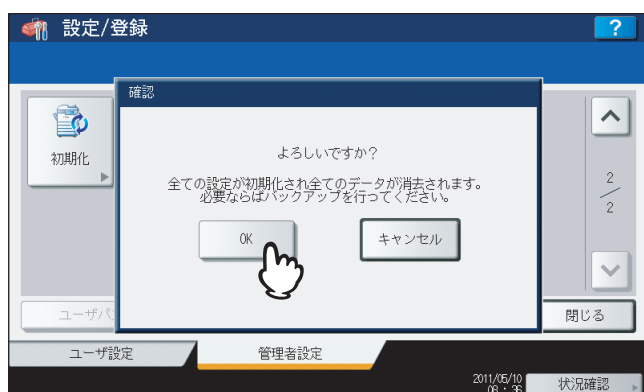 設定/登録
?
確認
初期化
よろしいですか?
全ての設定が初期化され全てのデータが消去されます。
必要ならばバックアップを行ってください。
2
2
OK
キャンセル
ユーザパ
閉じる
ユーザ設定
管理者設定
2011/05/10
08:36
状況確認